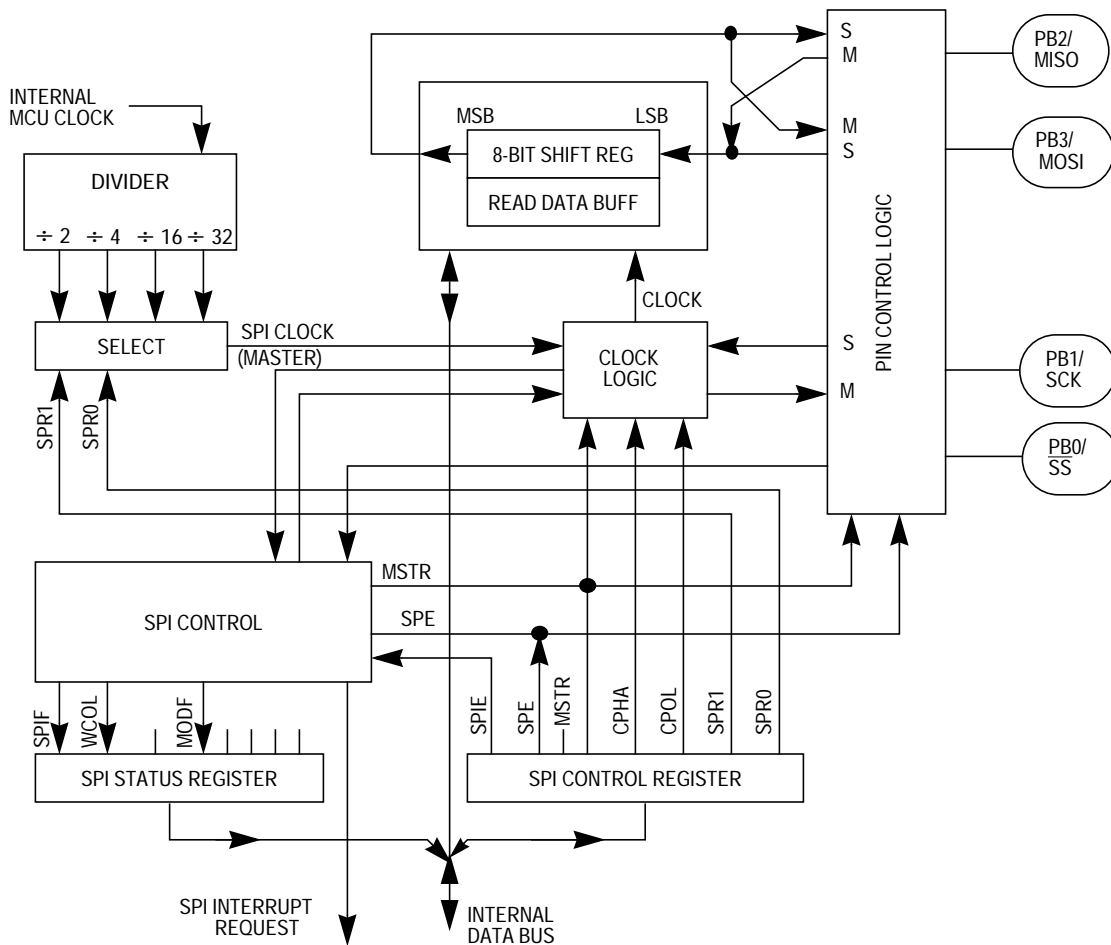 S
M
PB2/
MISO
INTERNAL
MCU CLOCK
MSB
LSB
M
S
8-BIT SHIFT REG
PB3/
MOSI
DIVIDER
READ DATA BUFF
÷ 2
÷ 4
÷ 16
÷ 32
PIN CONTROL LOGIC
CLOCK
SELECT
SPI CLOCK
(MASTER)
CLOCK
LOGIC
S
M
PB1/
SCK
SPR1
SPR0
PB0/
SS
MSTR
SPI CONTROL
SPE
SPIF
WCOL
MODF
SPIE
SPE
MSTR
CPHA
CPOL
SPR1
SPR0
SPI STATUS REGISTER
SPI CONTROL REGISTER
SPI INTERRUPT
REQUEST
INTERNAL
DATA BUS